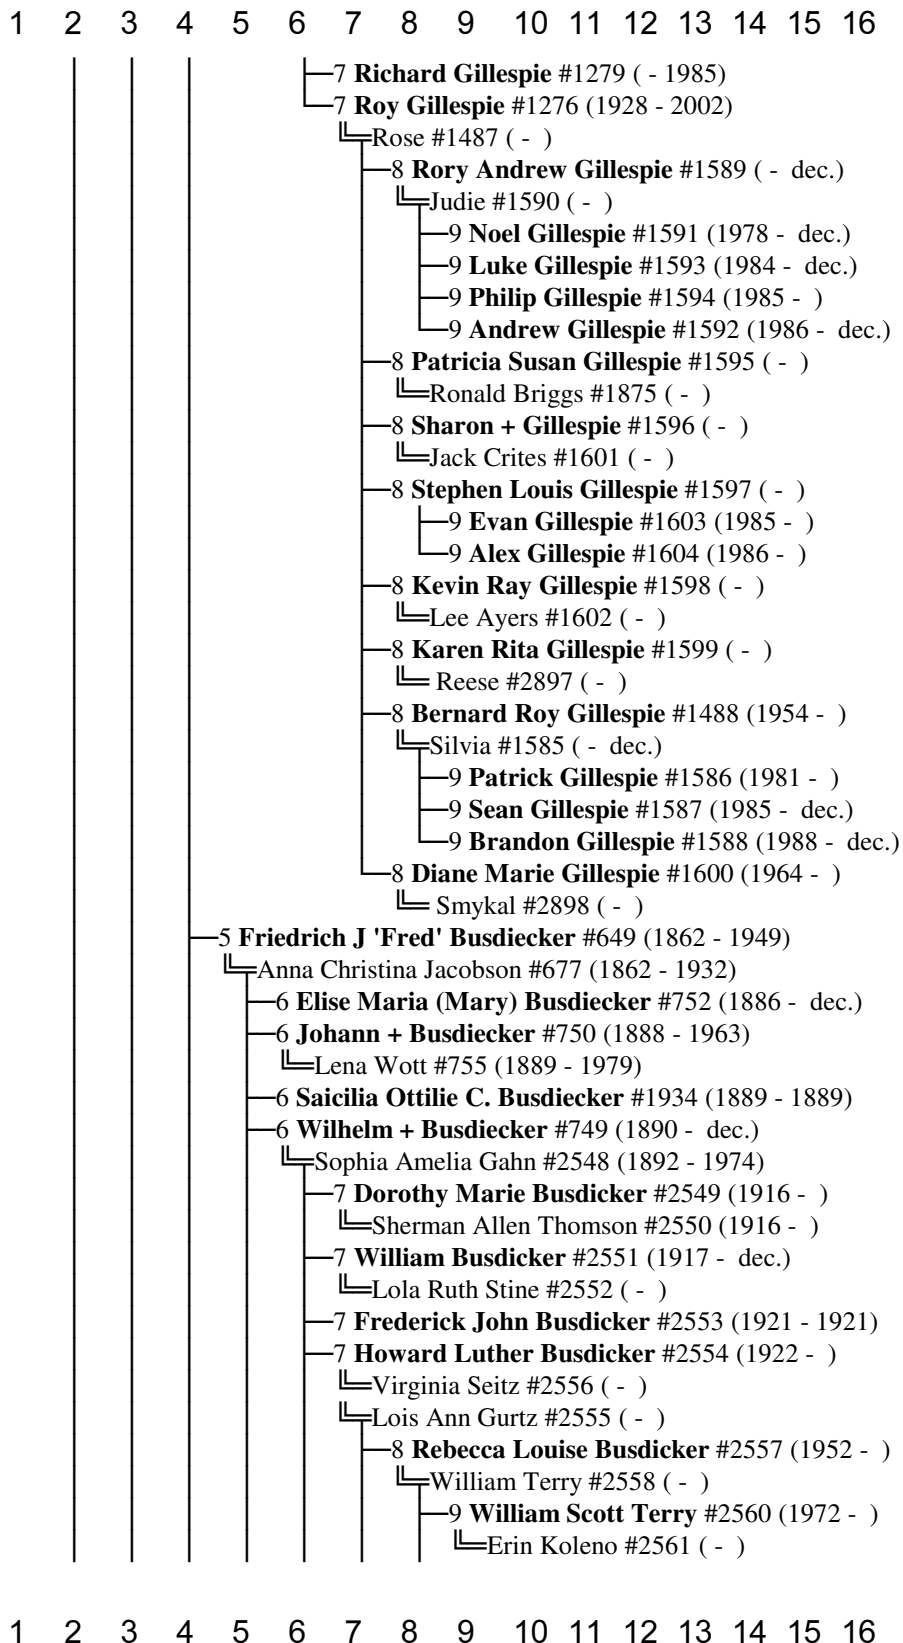 1 2 3 4 5 6 7 8 9 10 11 12 13 14 15 16
7 Richard Gillespie #1279 ( - 1985)
7 Roy Gillespie #1276 (1928 - 2002)
Rose #1487 ( - )
8 Rory Andrew Gillespie #1589 ( - dec.)
Judie #1590 ( - )
9 Noel Gillespie #1591 (1978 - dec.)
9 Luke Gillespie #1593 (1984 - dec.)
9 Philip Gillespie #1594 (1985 - )
9 Andrew Gillespie #1592 (1986 - dec.)
8 Patricia Susan Gillespie #1595 ( - )
Ronald Briggs #1875 ( - )
8 Sharon + Gillespie #1596 ( - )
Jack Crites #1601 ( - )
8 Stephen Louis Gillespie #1597 ( - )
9 Evan Gillespie #1603 (1985 - )
9 Alex Gillespie #1604 (1986 - )
8 Kevin Ray Gillespie #1598 ( - )
Lee Ayers #1602 ( - )
8 Karen Rita Gillespie #1599 ( - )
Reese #2897 ( - )
8 Bernard Roy Gillespie #1488 (1954 - )
Silvia #1585 ( - dec.)
9 Patrick Gillespie #1586 (1981 - )
9 Sean Gillespie #1587 (1985 - dec.)
9 Brandon Gillespie #1588 (1988 - dec.)
8 Diane Marie Gillespie #1600 (1964 - )
Smykal #2898 ( - )
5 Friedrich J 'Fred' Busdiecker #649 (1862 - 1949)
Anna Christina Jacobson #677 (1862 - 1932)
6 Elise Maria (Mary) Busdiecker #752 (1886 - dec.)
6 Johann + Busdiecker #750 (1888 - 1963)
Lena Wott #755 (1889 - 1979)
6 Saicilia Ottilie C. Busdiecker #1934 (1889 - 1889)
6 Wilhelm + Busdiecker #749 (1890 - dec.)
Sophia Amelia Gahn #2548 (1892 - 1974)
7 Dorothy Marie Busdicker #2549 (1916 - )
Sherman Allen Thomson #2550 (1916 - )
7 William Busdicker #2551 (1917 - dec.)
Lola Ruth Stine #2552 ( - )
7 Frederick John Busdicker #2553 (1921 - 1921)
7 Howard Luther Busdicker #2554 (1922 - )
Virginia Seitz #2556 ( - )
Lois Ann Gurtz #2555 ( - )
8 Rebecca Louise Busdicker #2557 (1952 - )
William Terry #2558 ( - )
9 William Scott Terry #2560 (1972 - )
Erin Koleno #2561 ( - )
1 2 3 4 5 6 7 8 9 10 11 12 13 14 15 16